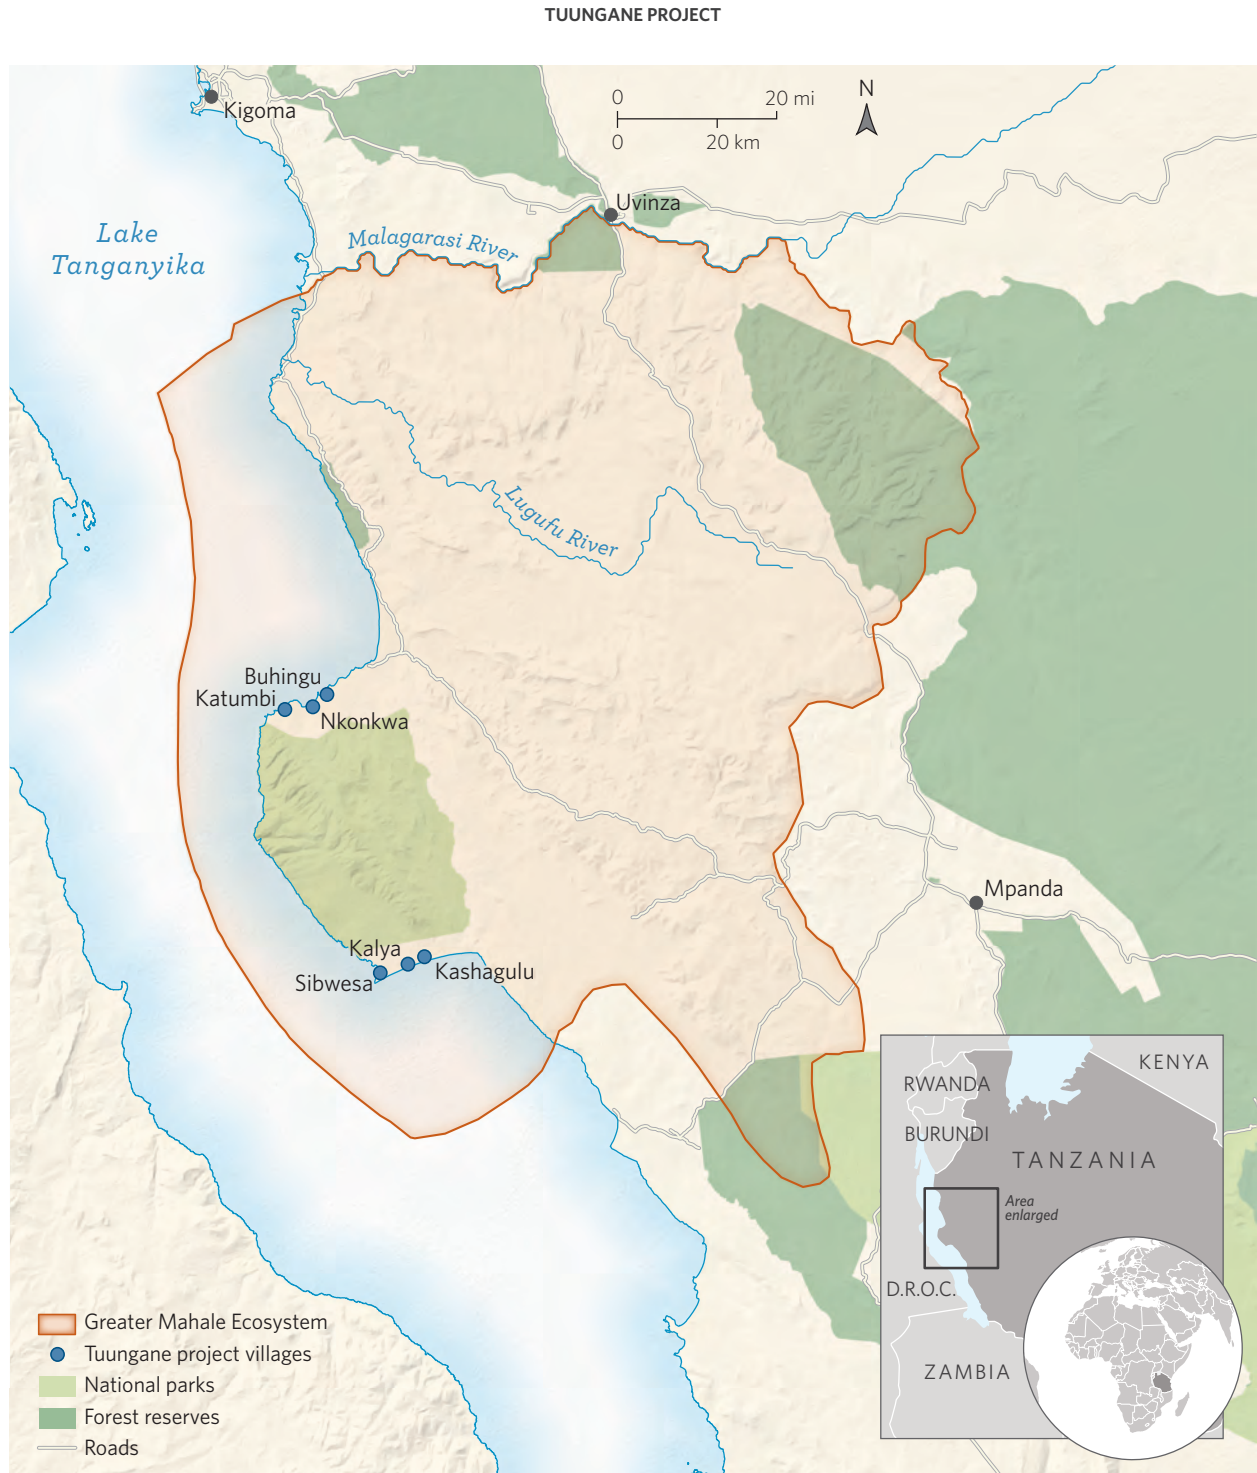 TUUNGANE PROJECT
Kigoma
0 20 mi
0 20 km
N
Uvinza
Lake
Tanganyika
Malagarasi River
Lugufu River
Buhingu
Katumbi
Nkonkwa
Mpanda
Kalya
Kashagulu
Sibwesa
KENYA
RWANDA
BURUNDI
TANZANIA
Area
enlarged
D.R.O.C.
ZAMBIA
Greater Mahale Ecosystem
Tuungane project villages
National parks
Forest reserves
Roads